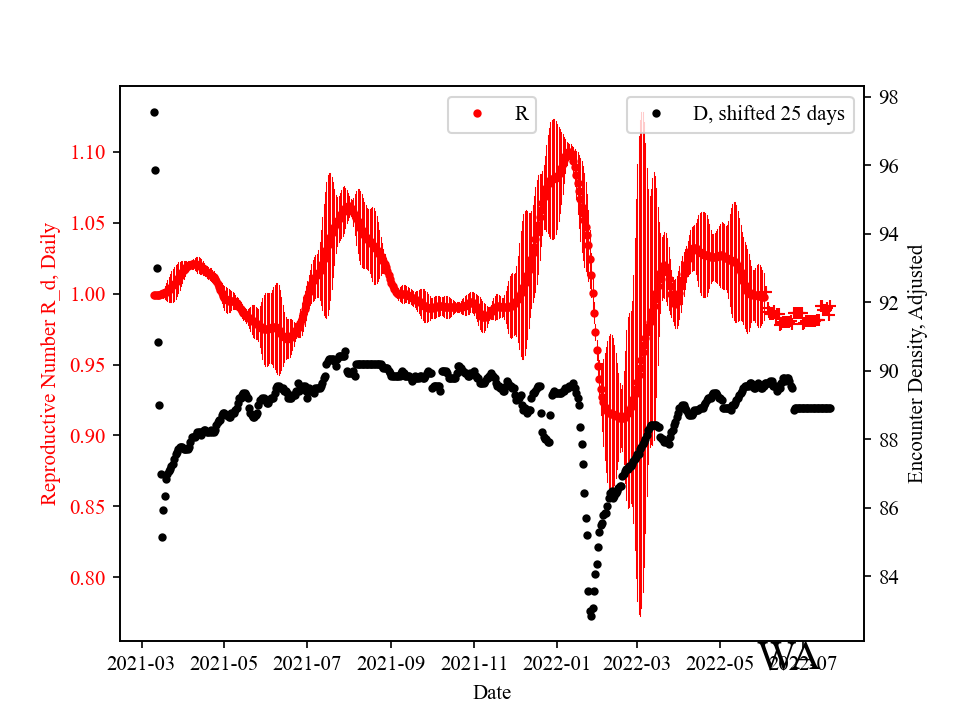 R
D, shifted 25 days
Reproductive Number R_d, Daily
1.10
1.05
1.00
0.95
0.90
0.85
0.80
98
96
94
92
90
88
86
84
Encounter Density, Adjusted
2021-03 2021-05 2021-07 2021-09 2021-11 2022-01 2022-03 2022-05 2022-07
WA
Date